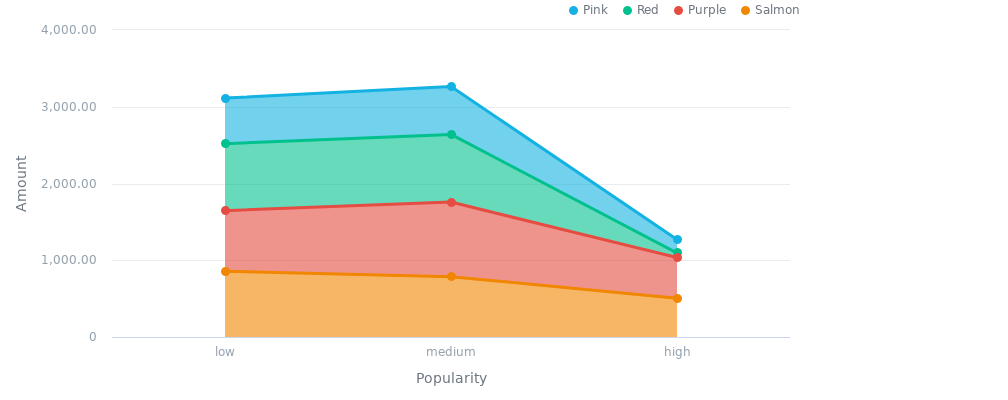 Pink Red Purple Salmon
4,000.00
3,000.00
2,000.00
1,000.00
0
Amount
low medium high
Popularity